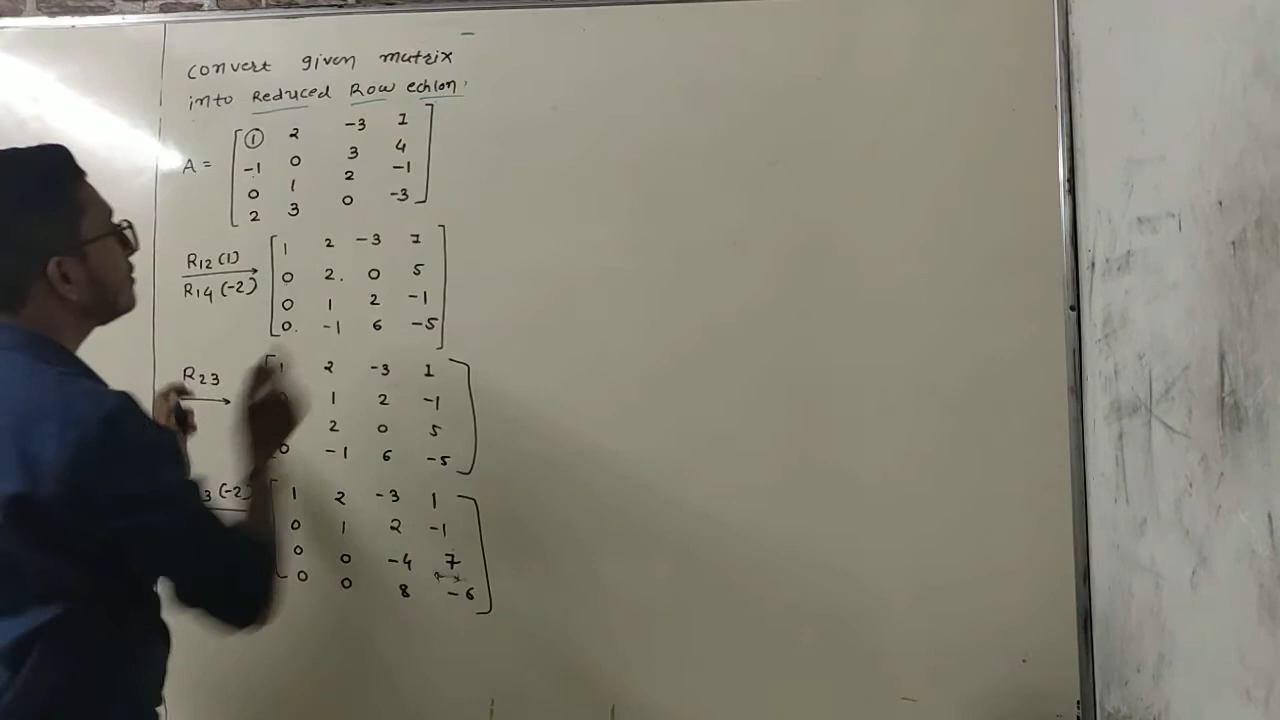 convert given matrix
into Reduced Row echlon.
A = [ 1 2 -3 1
-1 0 3 4
0 1 2 -1
2 3 0 -3 ]
R12 (1)
R14 (-2)
[ 1 2 -3 1
0 2. 0 5
0 1 2 -1
0. -1 6 -5 ]
R23
[ 1 2 -3 1
1 2 -1
2 0 5
0 -1 6 -5 ]
3 (-2)
[ 1 2 -3 1
0 1 2 -1
0 0 -4 7
0 0 8 -6 ]